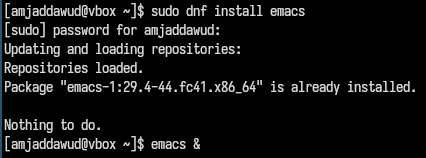 [amjaddawud@vbox ~]$ sudo dnf install emacs
[sudo] password for amjaddawud:
Updating and loading repositories:
Repositories loaded.
Package "emacs-1:29.4-44.fc41.x86_64" is already installed.

Nothing to do.
[amjaddawud@vbox ~]$ emacs &